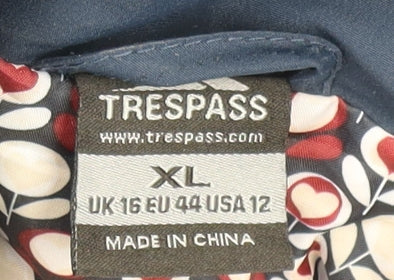 TRESPASS
www.trespass.com
XL
UK 16 EU 44 USA 12
MADE IN CHINA